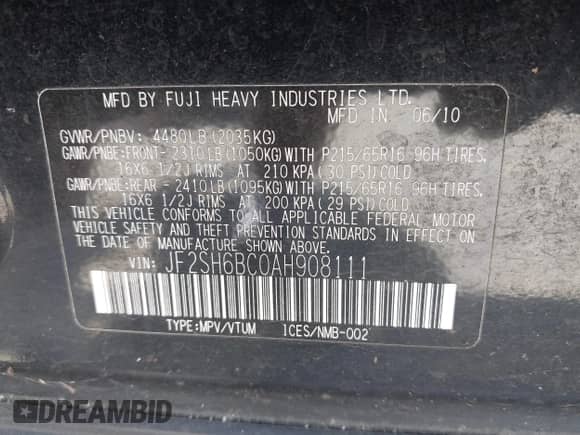 MFD BY FUJI HEAVY INDUSTRIES LTD.
MFD IN 06/10
GVWR/PNBV: 4480LB(2035KG)
GAWR/PNBE:FRONT- 2310LB(1050KG)WITH P215/65R16 96H TIRES,
16X6 1/2J RIMS AT 210 KPA(30 PSI)COLD
GAWR/PNBE:REAR - 2410LB(1095KG)WITH P215/65R16 96H TIRES,
16X6 1/2J RIMS AT 200 KPA(29 PSI)COLD
THIS VEHICLE CONFORMS TO ALL APPLICABLE FEDERAL MOTOR
VEHICLE SAFETY AND THEFT PREVENTION STANDARDS IN EFFECT ON
THE DATE OF MANUFACTURE SHOWN ABOVE.
VIN: JF2SH6BC0AH908111
TYPE:MPV/VTUM ICES/NMB-002
DREAMBID